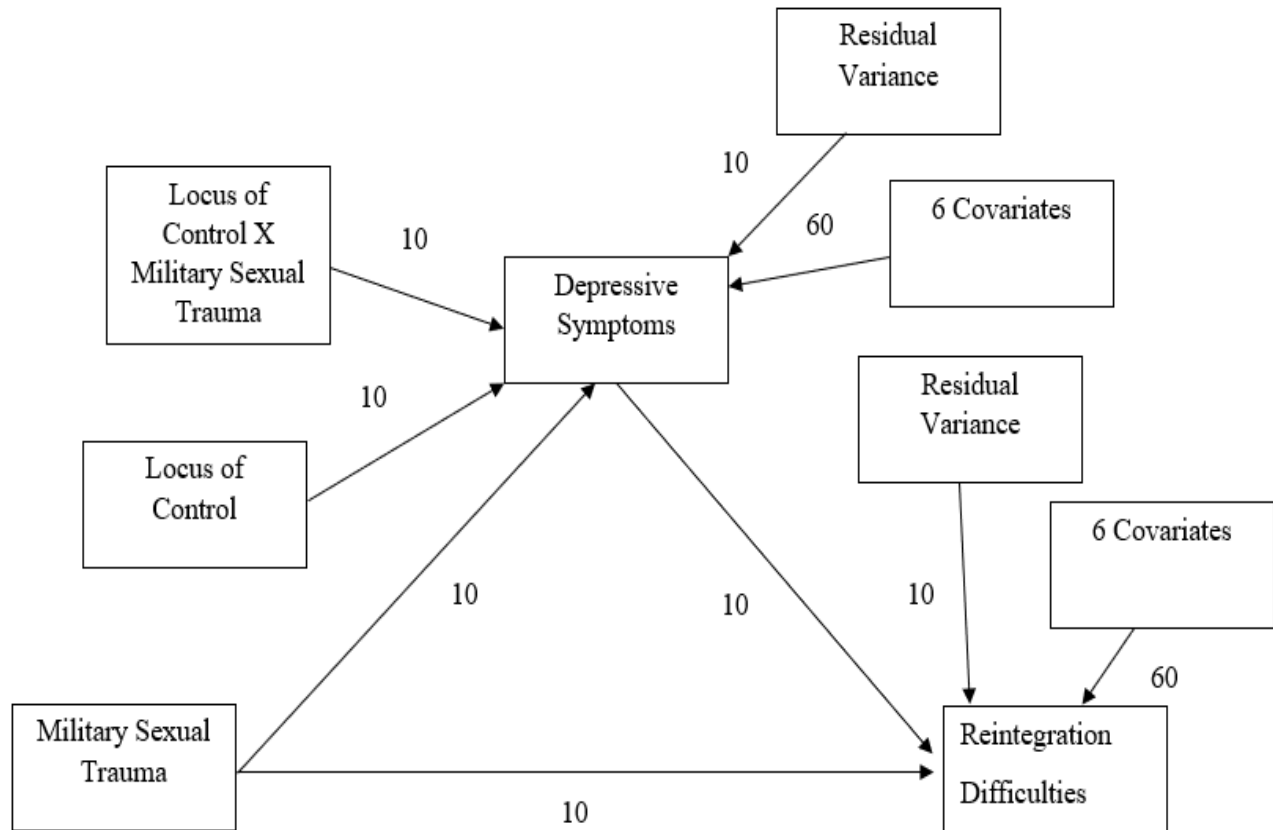 Residual
Variance
10
Locus of
Control X
Military Sexual
Trauma
10
60
6 Covariates
Depressive
Symptoms
10
Residual
Variance
Locus of
Control
6 Covariates
10
10
10
60
Military Sexual
Trauma
Reintegration
Difficulties
10